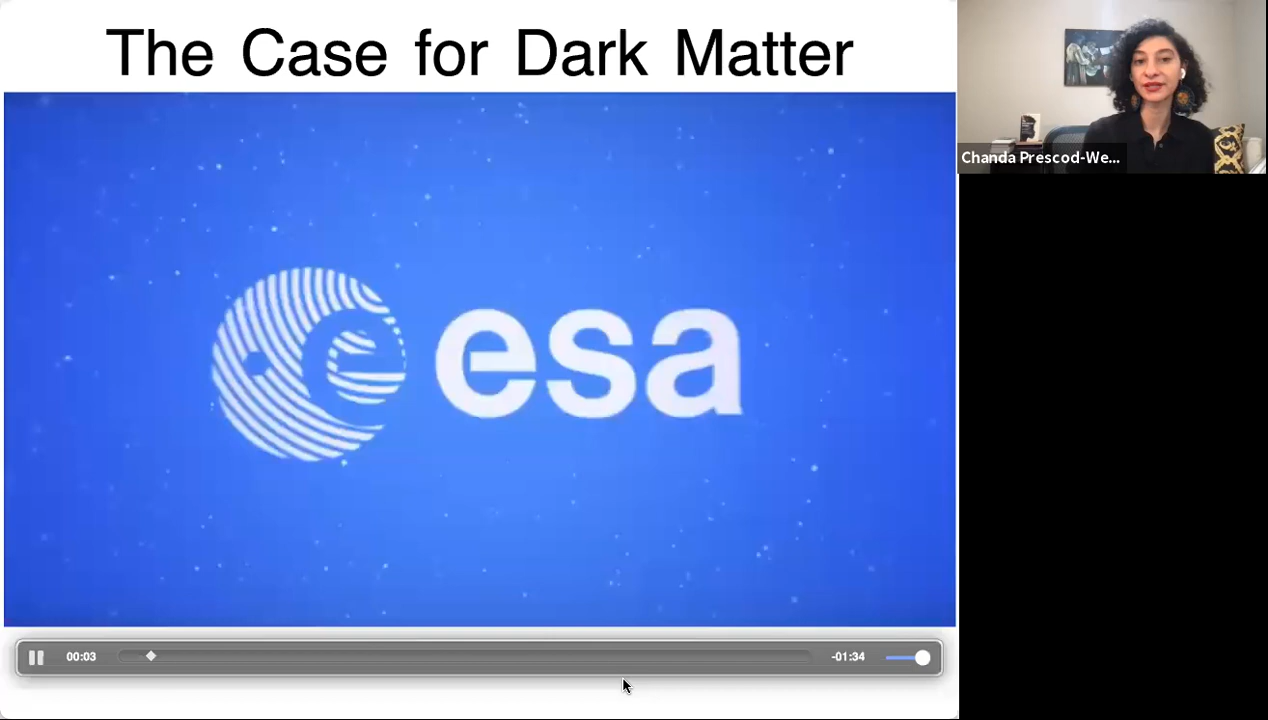 The Case for Dark Matter
esa
00:03
-01:34
Chanda Prescod-We...